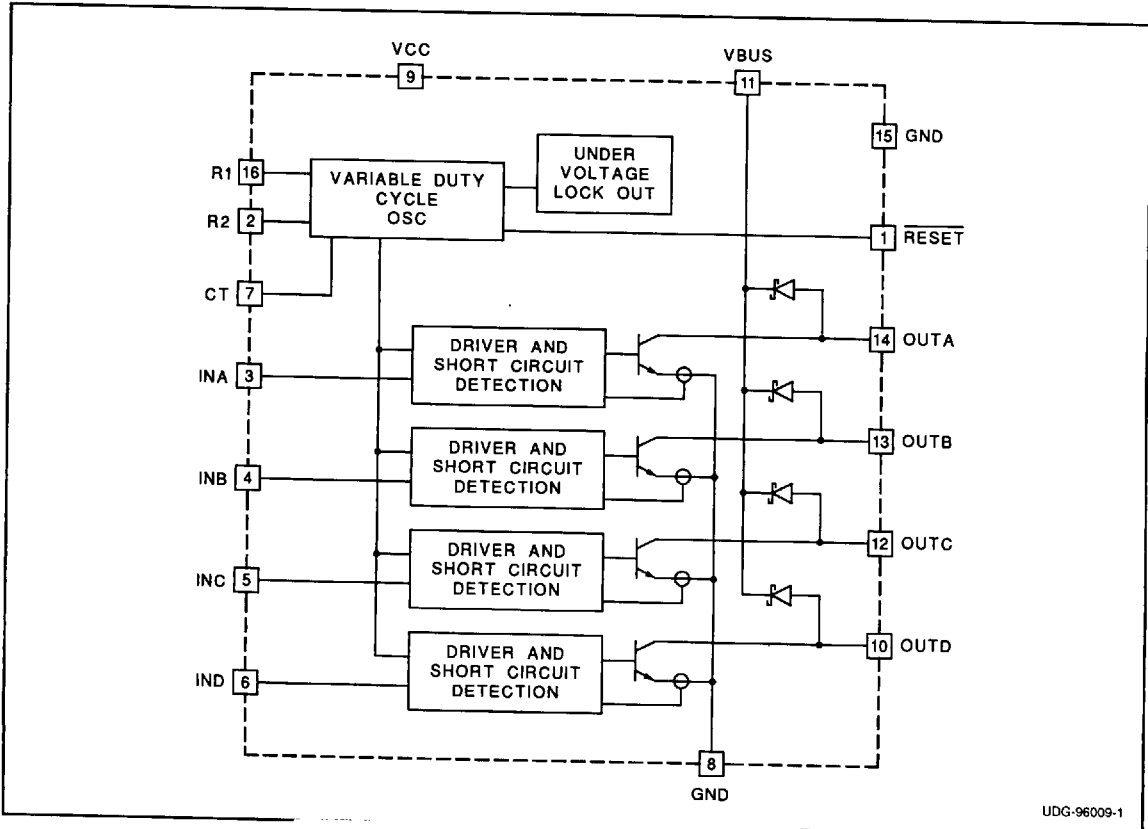 VCC
9
VBUS
11
15 GND
R1 16
VARIABLE DUTY
CYCLE
OSC
UNDER
VOLTAGE
LOCK OUT
R2 2
1 RESET
CT 7
INA 3
DRIVER AND
SHORT CIRCUIT
DETECTION
14 OUTA
INB 4
DRIVER AND
SHORT CIRCUIT
DETECTION
13 OUTB
INC 5
DRIVER AND
SHORT CIRCUIT
DETECTION
12 OUTC
IND 6
DRIVER AND
SHORT CIRCUIT
DETECTION
10 OUTD
8
GND
UDG-96009-1